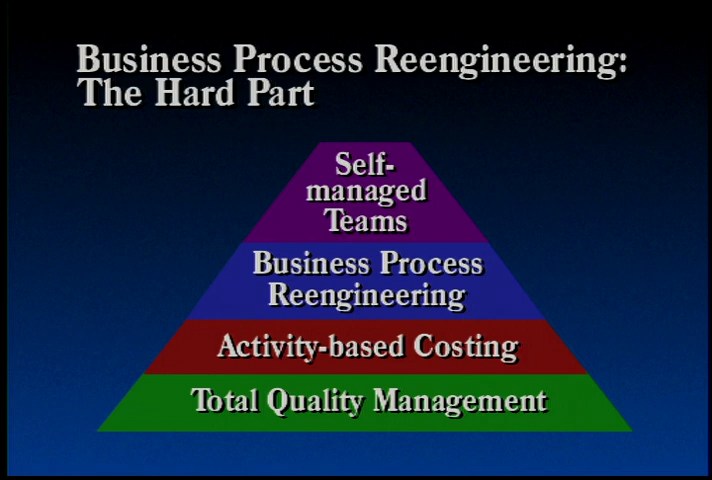 Business Process Reengineering:
The Hard Part
Self-
managed
Teams
Business Process
Reengineering
Activity-based Costing
Total Quality Management